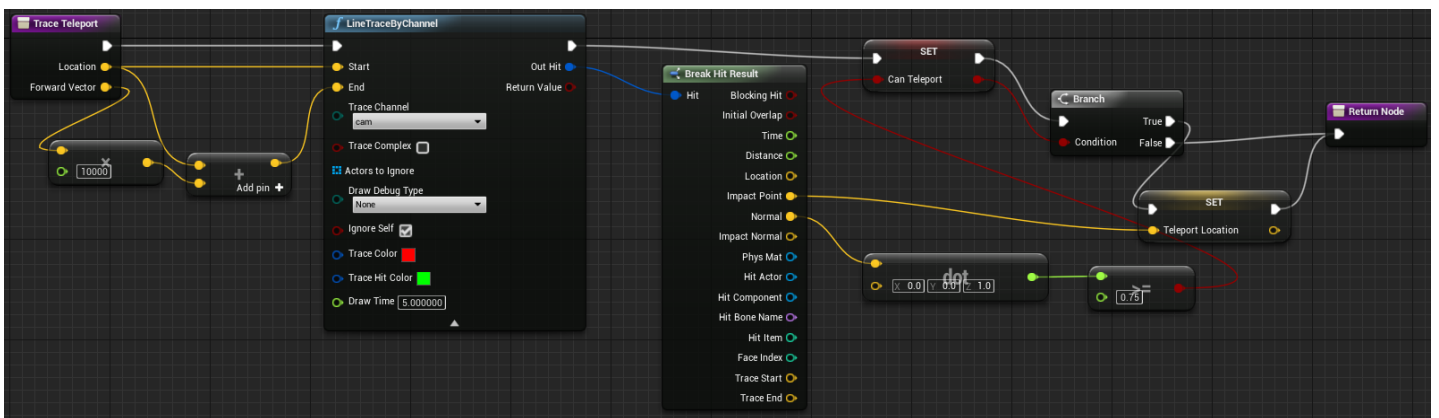 Trace Teleport
Location
Forward Vector
×
10000
+
Add pin +
LineTraceByChannel
Start
Out Hit
End
Return Value
Trace Channel
cam
Trace Complex
Actors to Ignore
Draw Debug Type
None
Ignore Self
Trace Color
Trace Hit Color
Draw Time 5.000000
Break Hit Result
Hit
Blocking Hit
Initial Overlap
Time
Distance
Location
Impact Point
Normal
Impact Normal
Phys Mat
Hit Actor
Hit Component
Hit Bone Name
Hit Item
Face Index
Trace Start
Trace End
SET
Can Teleport
dot
X 0.0 Y 0.0 Z 1.0
>=
0.75
Branch
True
Condition
False
SET
Teleport Location
Return Node